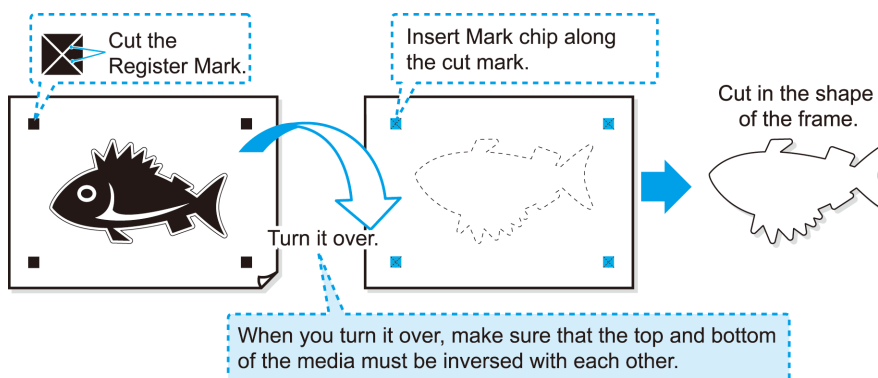 Cut the
Register Mark.
Insert Mark chip along
the cut mark.
Cut in the shape
of the frame.
Turn it over.
When you turn it over, make sure that the top and bottom
of the media must be inversed with each other.